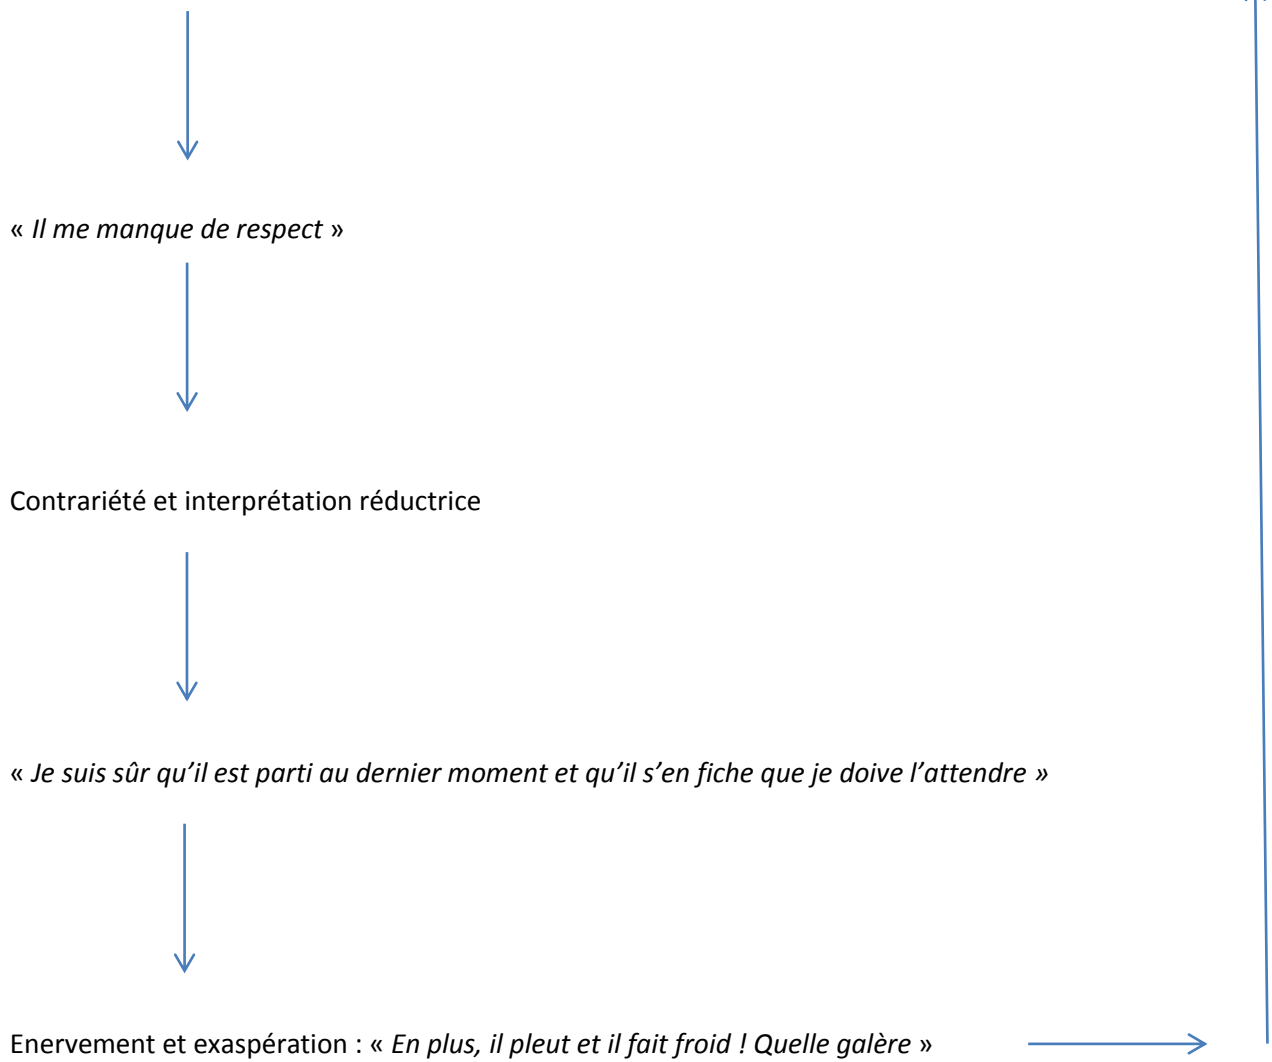 « Il me manque de respect »
Contrariété et interprétation réductrice
« Je suis sûr qu’il est parti au dernier moment et qu’il s’en fiche que je doive l’attendre »
Enervement et exaspération : « En plus, il pleut et il fait froid ! Quelle galère »